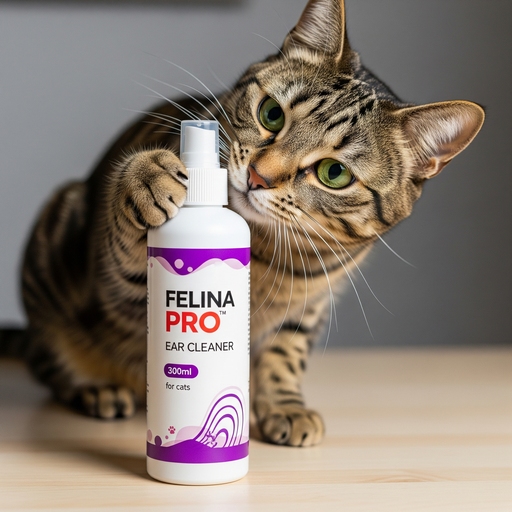 FELINA
PRO™
EAR CLEANER
300ml
for cats